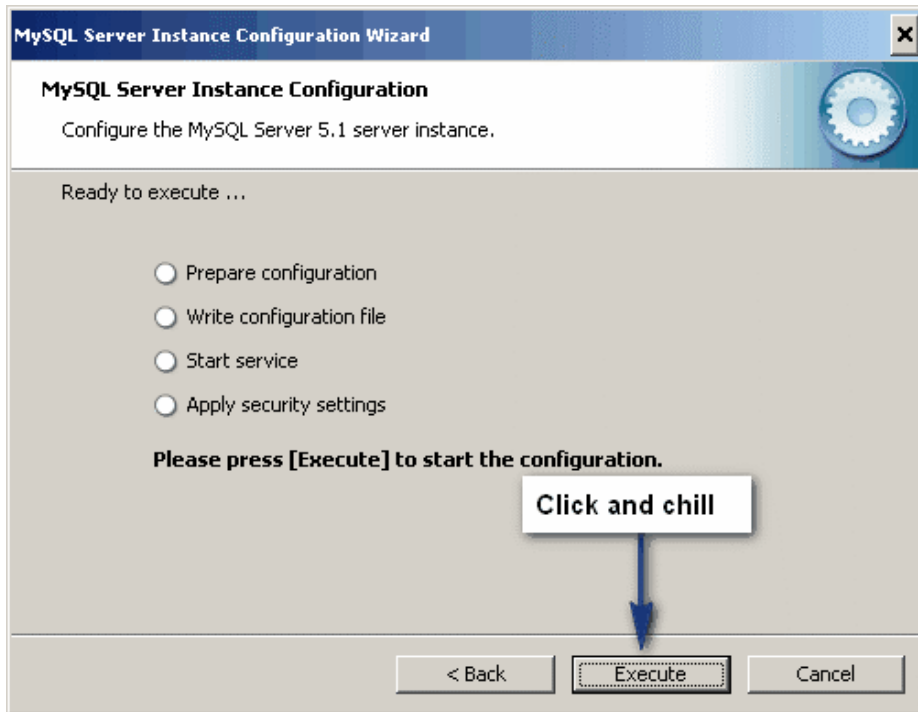 MySQL Server Instance Configuration Wizard
MySQL Server Instance Configuration
Configure the MySQL Server 5.1 server instance.
Ready to execute ...
Prepare configuration
Write configuration file
Start service
Apply security settings
Please press [Execute] to start the configuration.
Click and chill
< Back
Execute
Cancel